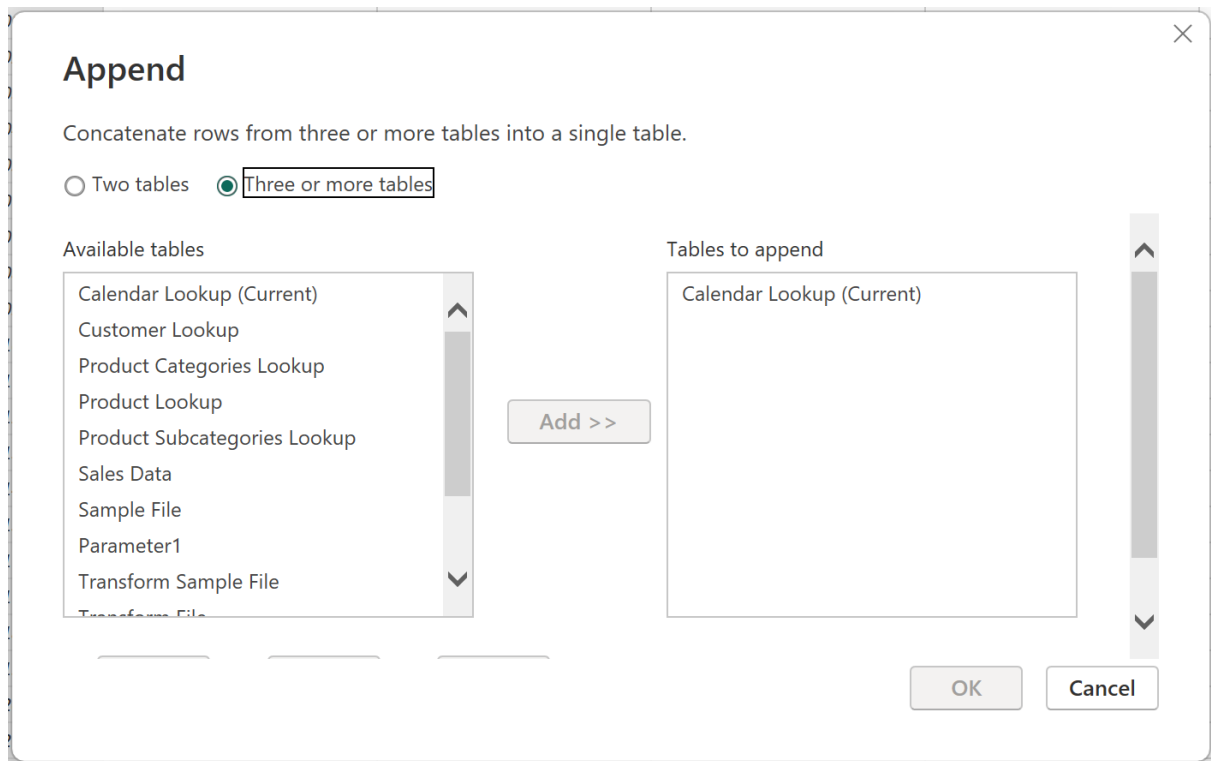 Append
Concatenate rows from three or more tables into a single table.
Two tables Three or more tables
Available tables
Calendar Lookup (Current)
Customer Lookup
Product Categories Lookup
Product Lookup
Product Subcategories Lookup
Sales Data
Sample File
Parameter1
Transform Sample File
Transform File
Add >>
Tables to append
Calendar Lookup (Current)
OK Cancel